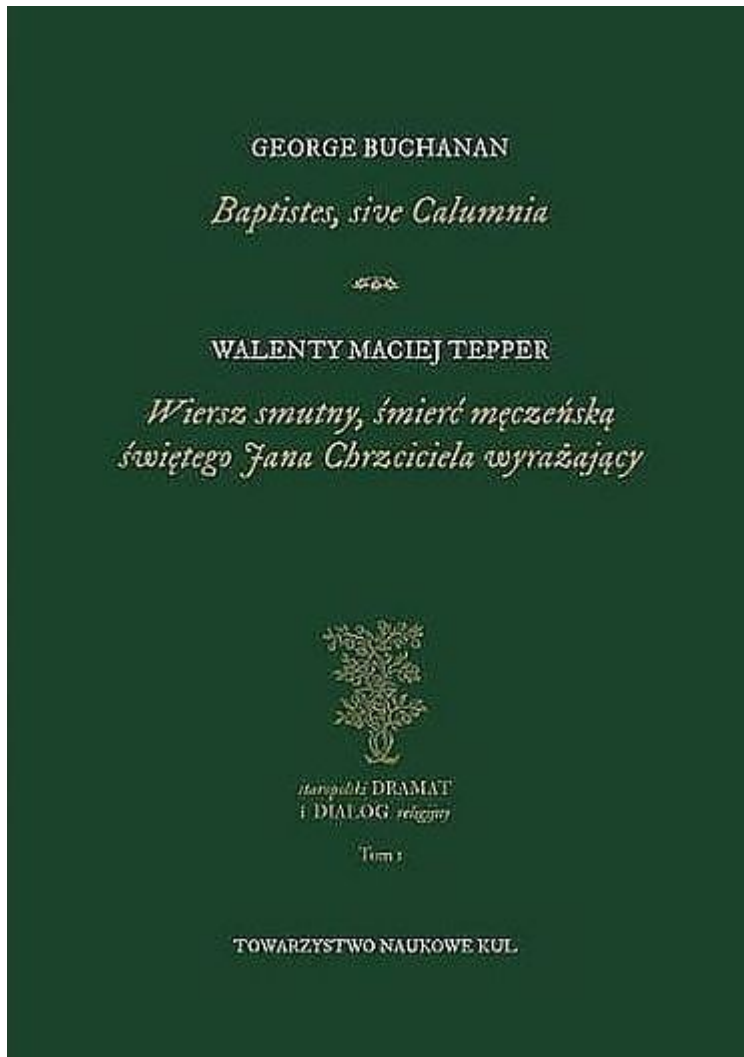 GEORGE BUCHANAN
Baptistes, sive Calumnia
WALENTY MACIEJ TEPPER
Wiersz smutny, śmierć męczeńską
świętego Jana Chrzciciela wyrażający
staropolski DRAMAT
i DIALOG religijny
Tom 1
TOWARZYSTWO NAUKOWE KUL